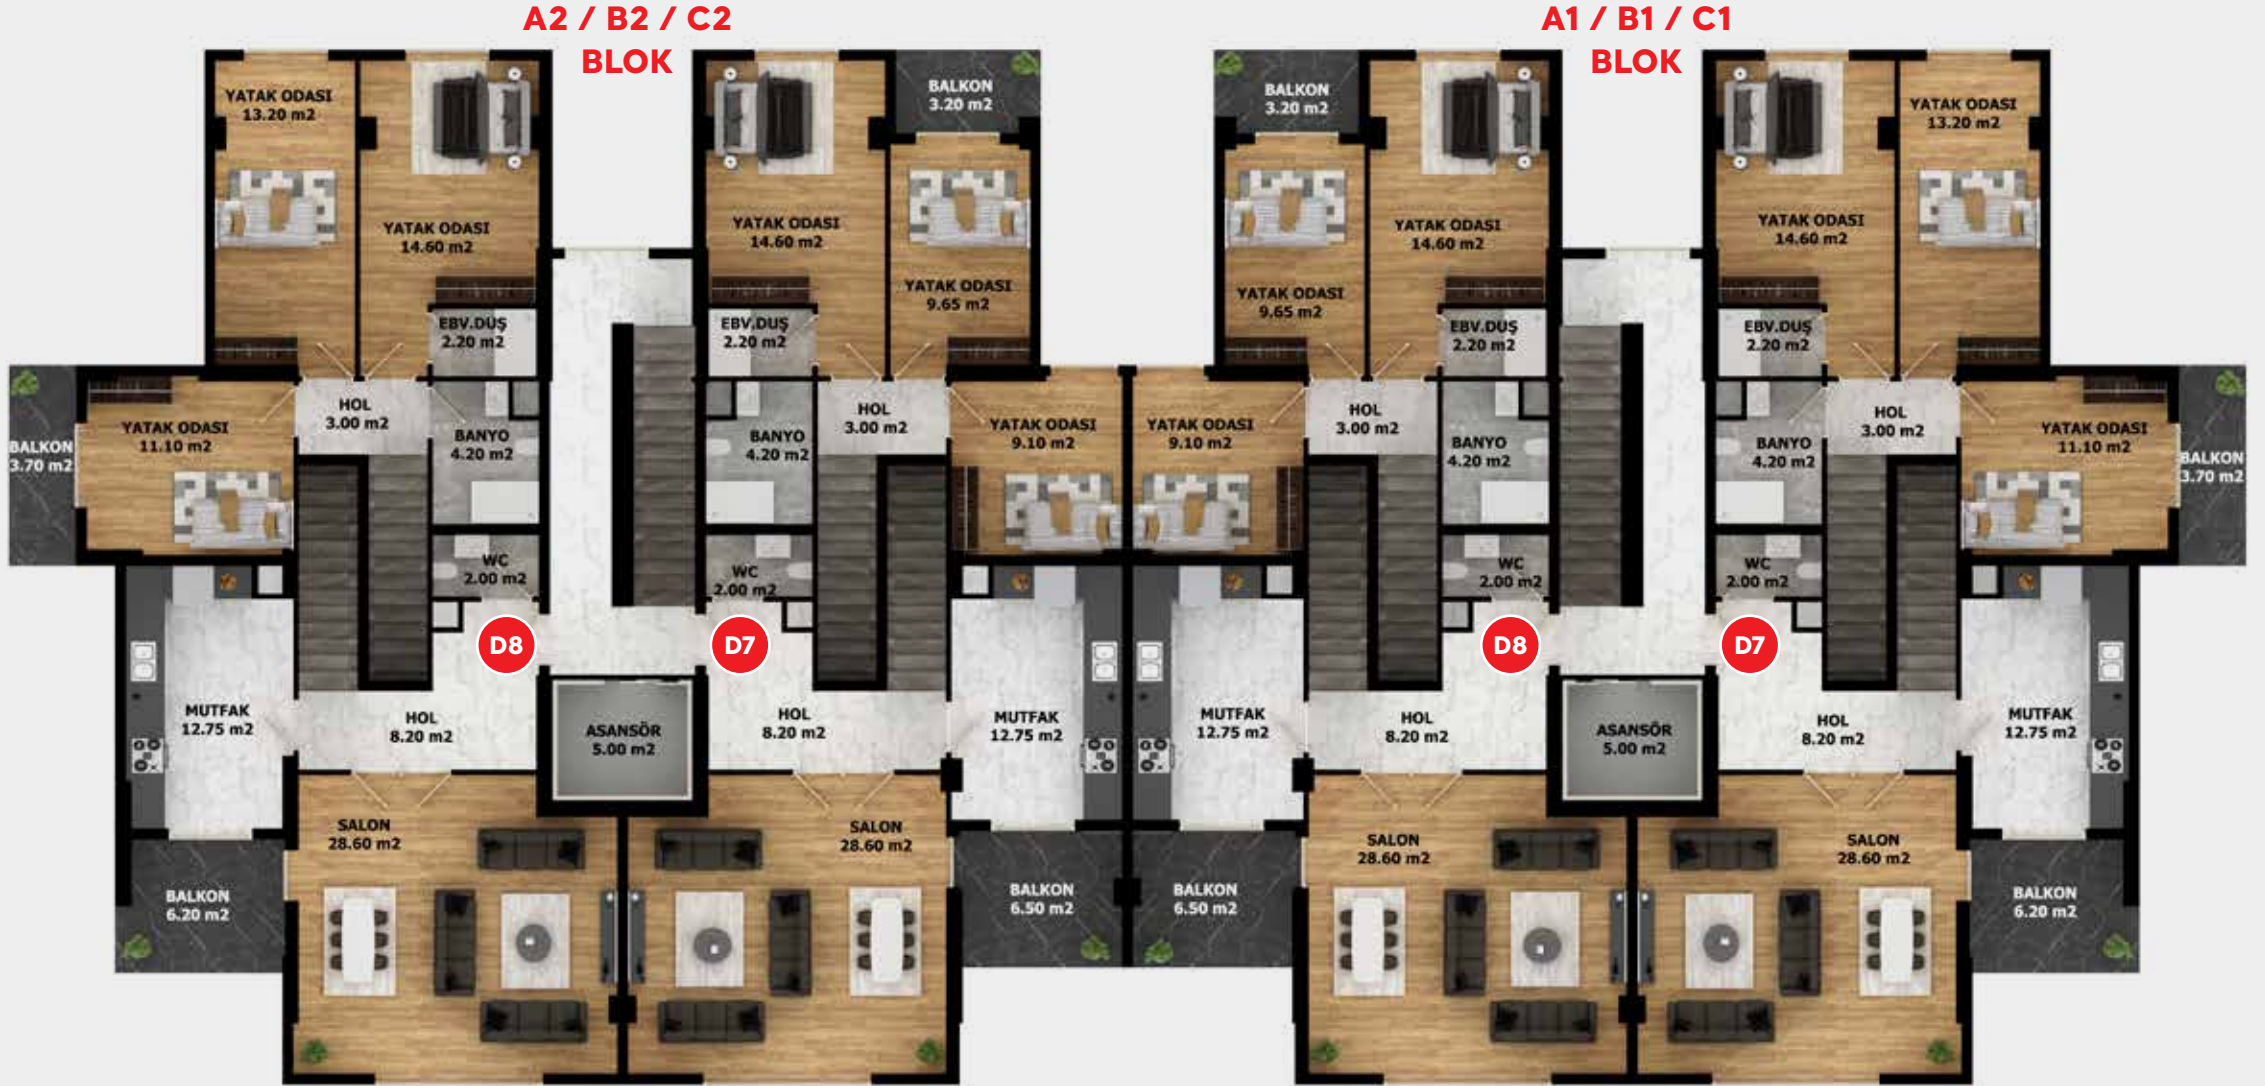 A2 / B2 / C2
BLOK
A1 / B1 / C1
BLOK
YATAK ODASI
13.20 m2
YATAK ODASI
14.60 m2
EBV.DUŞ
2.20 m2
HOL
3.00 m2
YATAK ODASI
11.10 m2
BALKON
3.70 m2
BANYO
4.20 m2
WC
2.00 m2
D8
MUTFAK
12.75 m2
HOL
8.20 m2
SALON
28.60 m2
BALKON
6.20 m2
ASANSÖR
5.00 m2
YATAK ODASI
14.60 m2
BALKON
3.20 m2
YATAK ODASI
9.65 m2
EBV.DUŞ
2.20 m2
HOL
3.00 m2
BANYO
4.20 m2
YATAK ODASI
9.10 m2
WC
2.00 m2
D7
HOL
8.20 m2
MUTFAK
12.75 m2
SALON
28.60 m2
BALKON
6.50 m2
BALKON
3.20 m2
YATAK ODASI
14.60 m2
YATAK ODASI
9.65 m2
EBV.DUŞ
2.20 m2
HOL
3.00 m2
YATAK ODASI
9.10 m2
BANYO
4.20 m2
WC
2.00 m2
D8
MUTFAK
12.75 m2
HOL
8.20 m2
SALON
28.60 m2
BALKON
6.50 m2
ASANSÖR
5.00 m2
YATAK ODASI
13.20 m2
YATAK ODASI
14.60 m2
EBV.DUŞ
2.20 m2
HOL
3.00 m2
YATAK ODASI
11.10 m2
BALKON
3.70 m2
BANYO
4.20 m2
WC
2.00 m2
D7
HOL
8.20 m2
MUTFAK
12.75 m2
SALON
28.60 m2
BALKON
6.20 m2